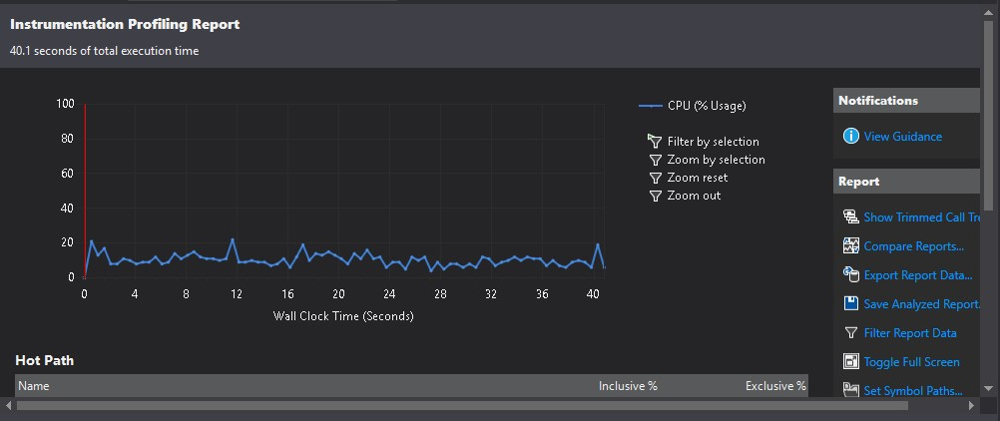 Instrumentation Profiling Report
40.1 seconds of total execution time
100
80
60
40
20
0
0 4 8 12 16 20 24 28 32 36 40
Wall Clock Time (Seconds)
CPU (% Usage)
Filter by selection
Zoom by selection
Zoom reset
Zoom out
Notifications
View Guidance
Report
Show Trimmed Call Tre
Compare Reports...
Export Report Data...
Save Analyzed Report.
Filter Report Data
Toggle Full Screen
Set Symbol Paths...
Hot Path
Name Inclusive % Exclusive %